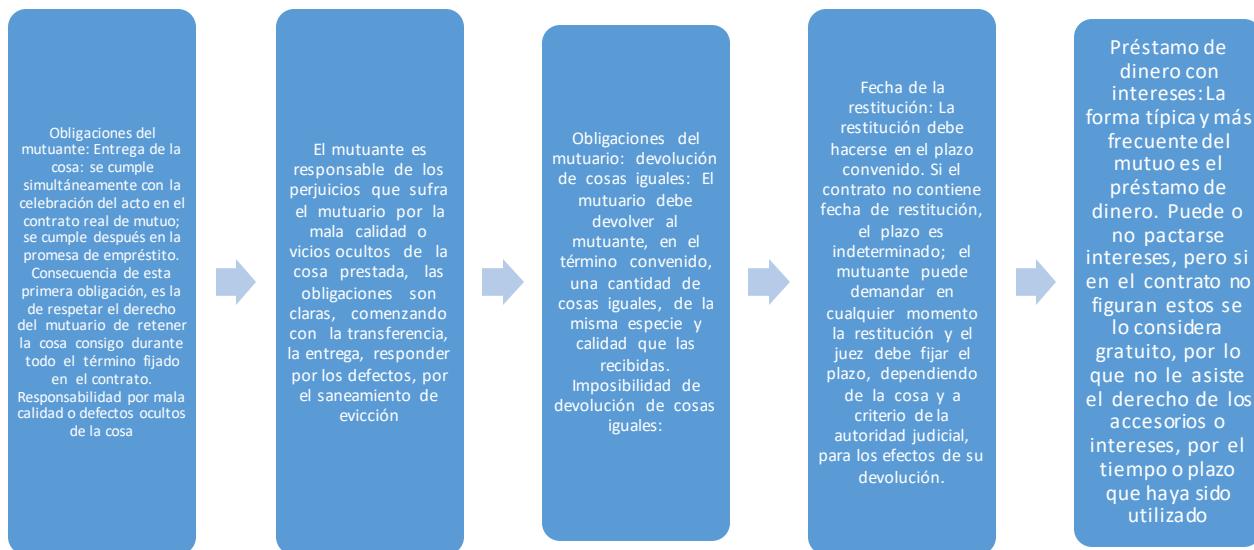 Obligaciones del
mutuante: Entrega de la
cosa: se cumple
simultáneamente con la
celebración del acto en el
contrato real de mutuo;
se cumple después en la
promesa de empréstito.
Consecuencia de esta
primera obligación, es la
de respetar el derecho
del mutuario de retener
la cosa consigo durante
todo el término fijado
en el contrato.
Responsabilidad por mala
calidad o defectos ocultos
de la cosa
El mutuante es
responsable de los
perjuicios que sufra
el mutuario por la
mala calidad o
vicios ocultos de la
cosa prestada, las
obligaciones son
claras, comenzando
con la transferencia,
la entrega, responder
por los defectos, por
el saneamiento de
evicción
Obligaciones del
mutuario: devolución
de cosas iguales: El
mutuario debe
devolver al
mutuante, en el
término convenido,
una cantidad de
cosas iguales, de la
misma especie y
calidad que las
recibidas.
Imposibilidad de
devolución de cosas
iguales:
Fecha de la
restitución: La
restitución debe
hacerse en el plazo
convenido. Si el
contrato no contiene
fecha de restitución,
el plazo es
indeterminado; el
mutuante puede
demandar en
cualquier momento
la restitución y el
juez debe fijar el
plazo, dependiendo
de la cosa y a
criterio de la
autoridad judicial,
para los efectos de su
devolución.
Préstamo de
dinero con
intereses: La
forma típica y más
frecuente del
mutuo es el
préstamo de
dinero. Puede o
no pactarse
intereses, pero si
en el contrato no
figuran estos se
lo considera
gratuito, por lo
que no le asiste
el derecho de los
accesorios o
intereses, por el
tiempo o plazo
que haya sido
utilizado